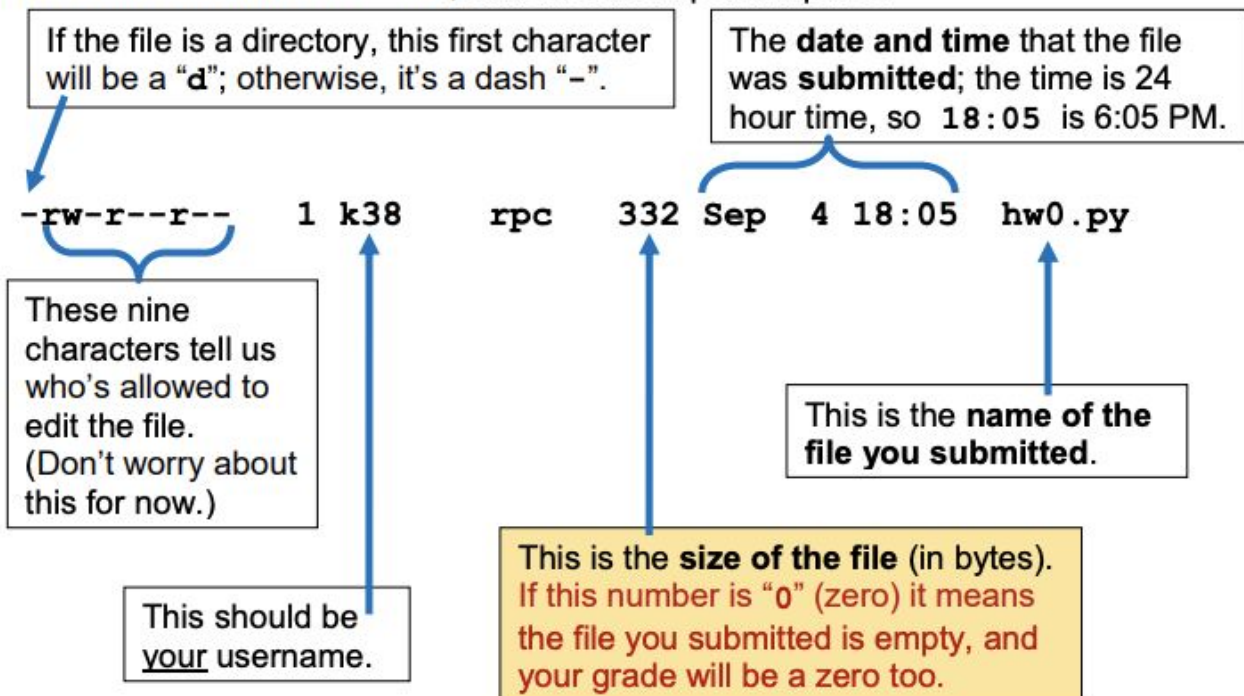 If the file is a directory, this first character
will be a “d”; otherwise, it's a dash “-”.
The date and time that the file
was submitted; the time is 24
hour time, so 18:05 is 6:05 PM.
-rw-r--r-- 1 k38 rpc 332 Sep 4 18:05 hw0.py
These nine
characters tell us
who's allowed to
edit the file.
(Don't worry about
this for now.)
This is the name of the
file you submitted.
This should be
your username.
This is the size of the file (in bytes).
If this number is “0” (zero) it means
the file you submitted is empty, and
your grade will be a zero too.